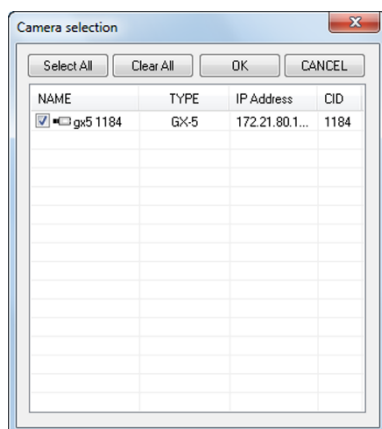 Camera selection
Select All Clear All OK CANCEL
NAME TYPE IP Address CID
gx5 1184 GX-5 172.21.80.1... 1184